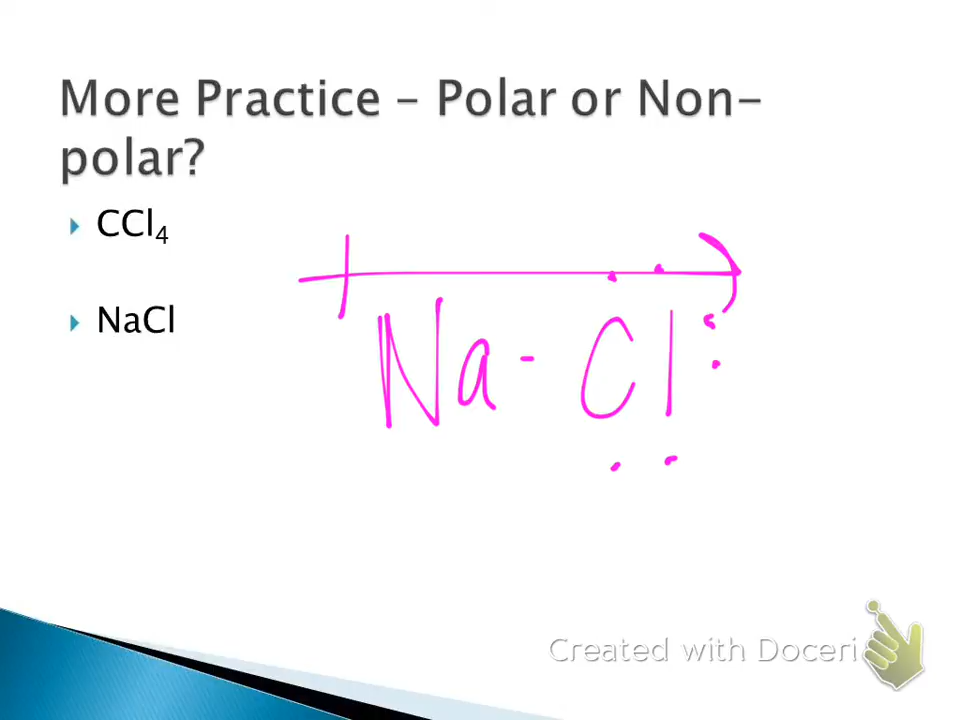 More Practice – Polar or Non-
polar?
CCl₄
NaCl
Na - Cl
Created with Doceri